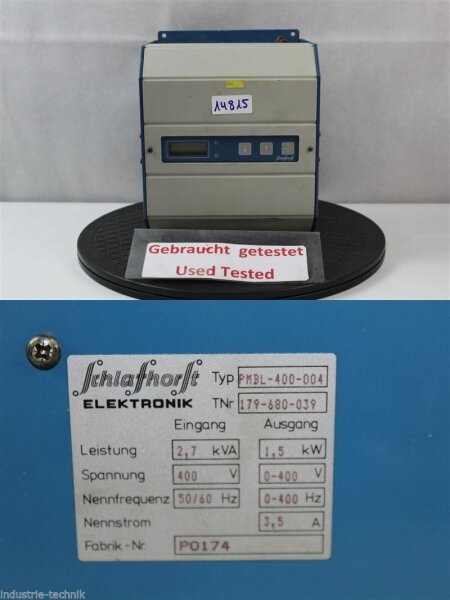 14815
Schlafhorst
Gebraucht getestet
Used Tested
Schlafhorst Typ PMBL-400-004
ELEKTRONIK TNr 179-680-039
Eingang Ausgang
Leistung 2,7 kVA 1,5 kW
Spannung 400 V 0-400 V
Nennfrequenz 50/60 Hz 0-400 Hz
Nennstrom 3,5 A
Fabrik-Nr. P0174
industrie-technik